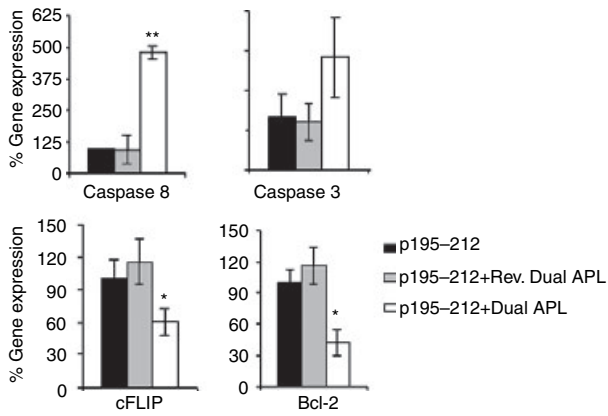 % Gene expression
625
500
375
250
125
0
**
Caspase 8
Caspase 3
% Gene expression
150
120
90
60
30
0
*
cFLIP
150
120
90
60
30
0
*
Bcl-2
p195–212
p195–212+Rev. Dual APL
p195–212+Dual APL